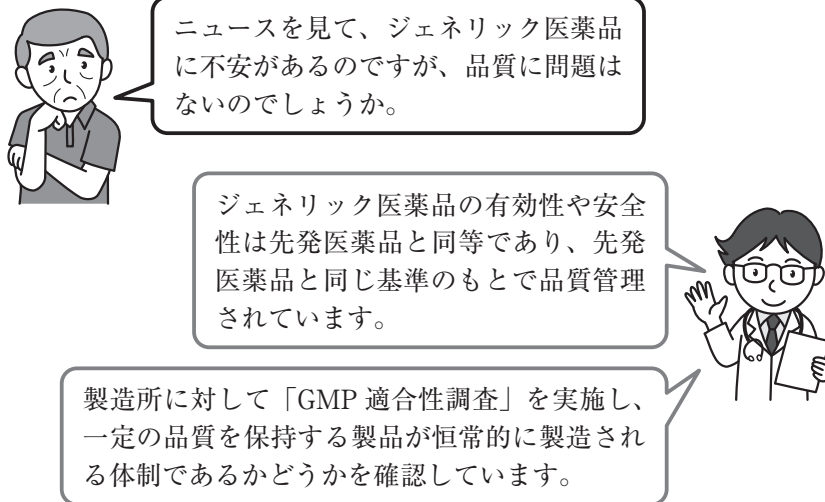 ニュースを見て、ジェネリック医薬品
に不安があるのですが、品質に問題は
ないのでしょうか。
ジェネリック医薬品の有効性や安全
性は先発医薬品と同等であり、先発
医薬品と同じ基準のもとで品質管理
されています。
製造所に対して「GMP 適合性調査」を実施し、
一定の品質を保持する製品が恒常的に製造され
る体制であるかどうかを確認しています。